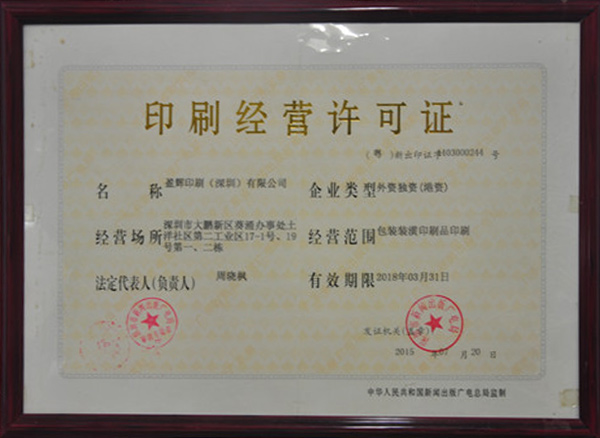 印刷经营许可证
(粤)新出印证字4403000244号
名称 盈辉印刷(深圳)有限公司
企业类型 外资独资(港资)
经营场所 深圳市大鹏新区葵涌办事处土
洋社区第二工业区17-1号、19
号第一、二栋
经营范围 包装装潢印刷品印刷
法定代表人(负责人) 周晓枫
有效期限 2018年03月31日
发证机关(盖章)
2015年07月20日
中华人民共和国新闻出版广电总局监制